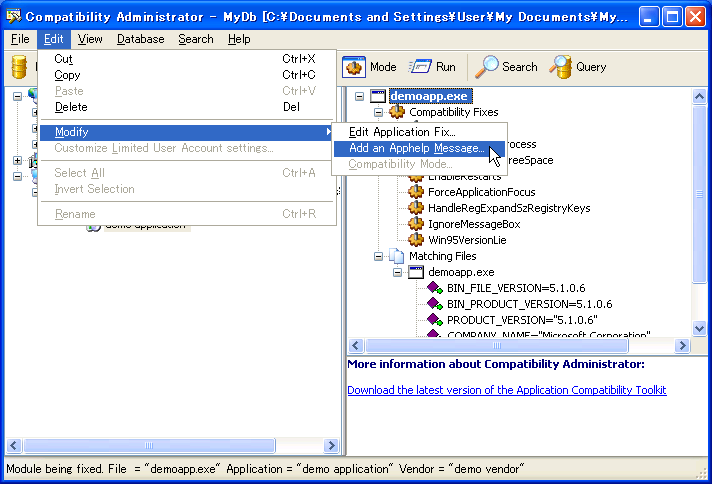 Compatibility Administrator - MyDb [C:¥Documents and Settings¥User¥My Documents¥My...
File Edit View Database Search Help
Mode Run Search Query
Cut Ctrl+X
Copy Ctrl+C
Paste Ctrl+V
Delete Del
Modify
Customize Limited User Account settings...
Select All Ctrl+A
Invert Selection
Rename Ctrl+R
Edit Application Fix...
Add an Apphelp Message...
Compatibility Mode...
demo application
demoapp.exe
Compatibility Fixes
EnableRestarts
ForceApplicationFocus
HandleRegExpandSzRegistryKeys
IgnoreMessageBox
Win95VersionLie
Matching Files
demoapp.exe
BIN_FILE_VERSION=5.1.0.6
BIN_PRODUCT_VERSION=5.1.0.6
PRODUCT_VERSION="5.1.0.6"
COMPANY_NAME="Microsoft Corporation"
More information about Compatibility Administrator:
Download the latest version of the Application Compatibility Toolkit
Module being fixed. File = "demoapp.exe" Application = "demo application" Vendor = "demo vendor"